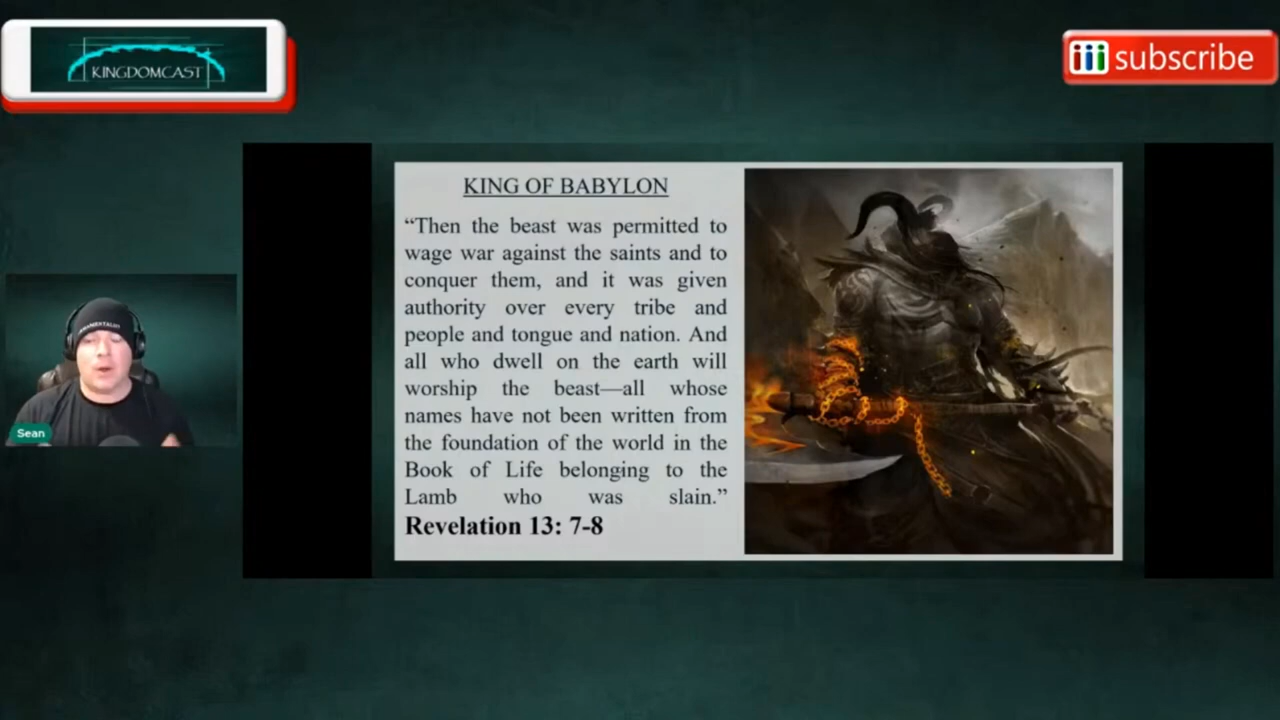 KINGDOMCAST
subscribe
KING OF BABYLON
“Then the beast was permitted to
wage war against the saints and to
conquer them, and it was given
authority over every tribe and
people and tongue and nation. And
all who dwell on the earth will
worship the beast—all whose
names have not been written from
the foundation of the world in the
Book of Life belonging to the
Lamb who was slain.”
Revelation 13: 7-8
Sean